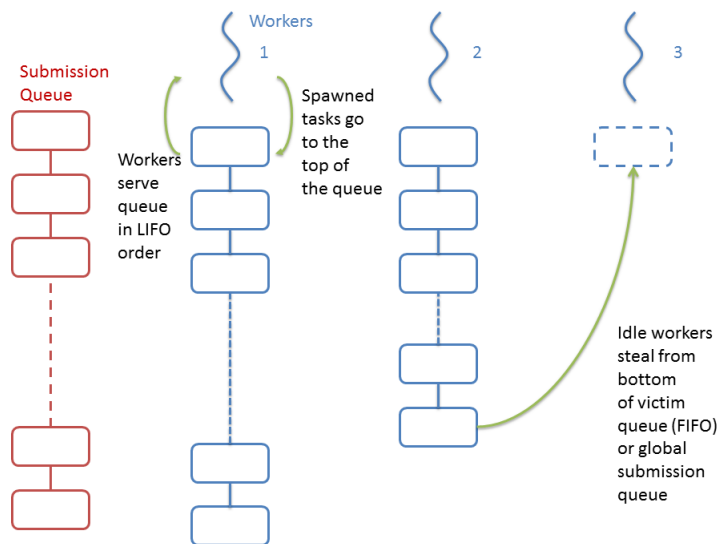 Workers
1
2
3
Submission
Queue
Spawned
tasks go
to the
top of
the queue
Workers
serve
queue
in LIFO
order
Idle workers
steal from
bottom
of victim
queue (FIFO)
or global
submission
queue